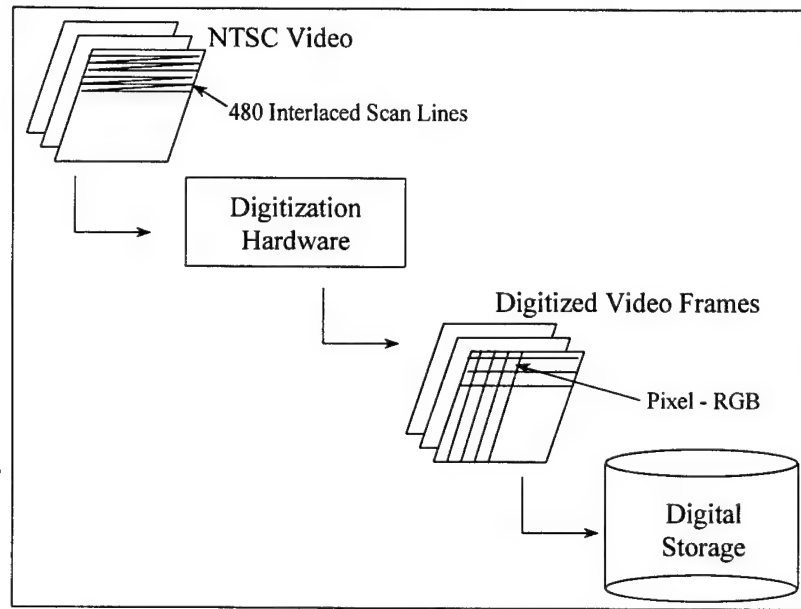 NTSC Video
480 Interlaced Scan Lines
Digitization
Hardware
Digitized Video Frames
Pixel - RGB
Digital
Storage